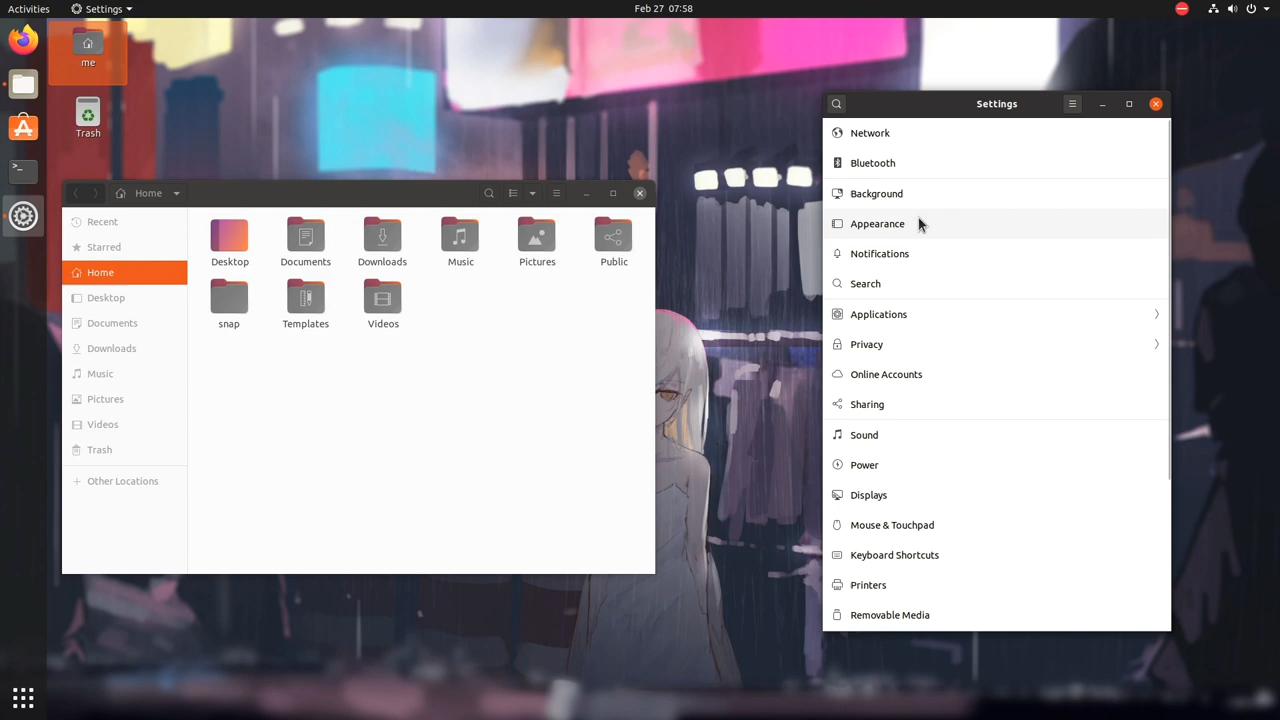 Activities
Settings
Feb 27 07:58
me
Trash
Home
Recent
Starred
Home
Desktop
Documents
Downloads
Music
Pictures
Videos
Trash
Other Locations
Desktop
Documents
Downloads
Music
Pictures
Public
snap
Templates
Videos
Settings
Network
Bluetooth
Background
Appearance
Notifications
Search
Applications
Privacy
Online Accounts
Sharing
Sound
Power
Displays
Mouse & Touchpad
Keyboard Shortcuts
Printers
Removable Media